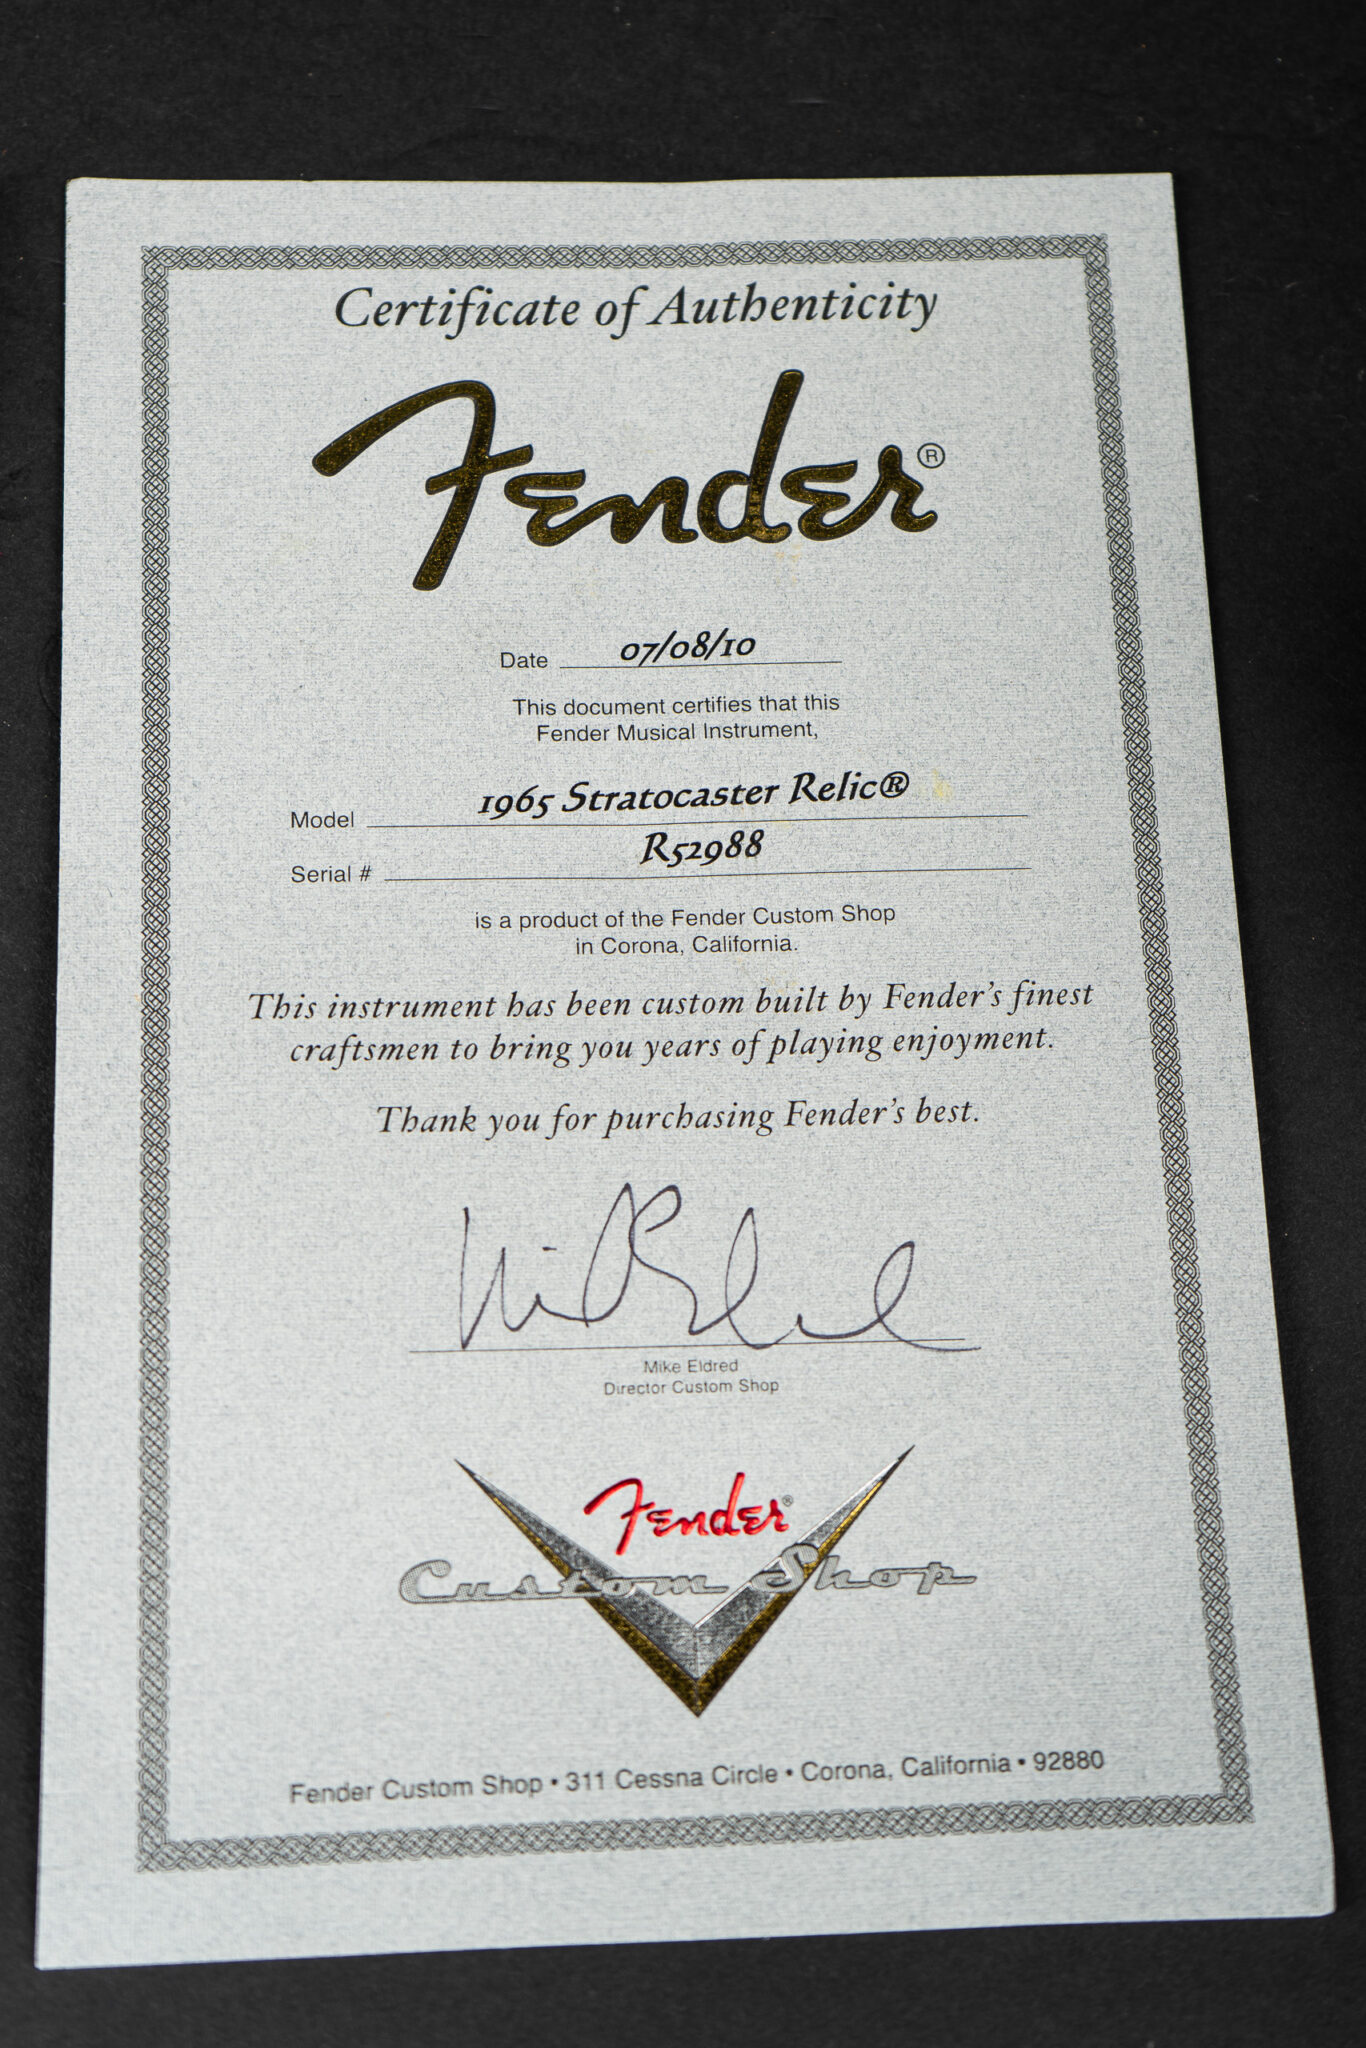 Certificate of Authenticity
Fender®
Date 07/08/10
This document certifies that this
Fender Musical Instrument,
Model 1965 Stratocaster Relic®
Serial # R52988
is a product of the Fender Custom Shop
in Corona, California.
This instrument has been custom built by Fender's finest
craftsmen to bring you years of playing enjoyment.
Thank you for purchasing Fender's best.
Mike Eldred
Mike Eldred
Director Custom Shop
Fender®
Custom Shop
Fender Custom Shop • 311 Cessna Circle • Corona, California • 92880